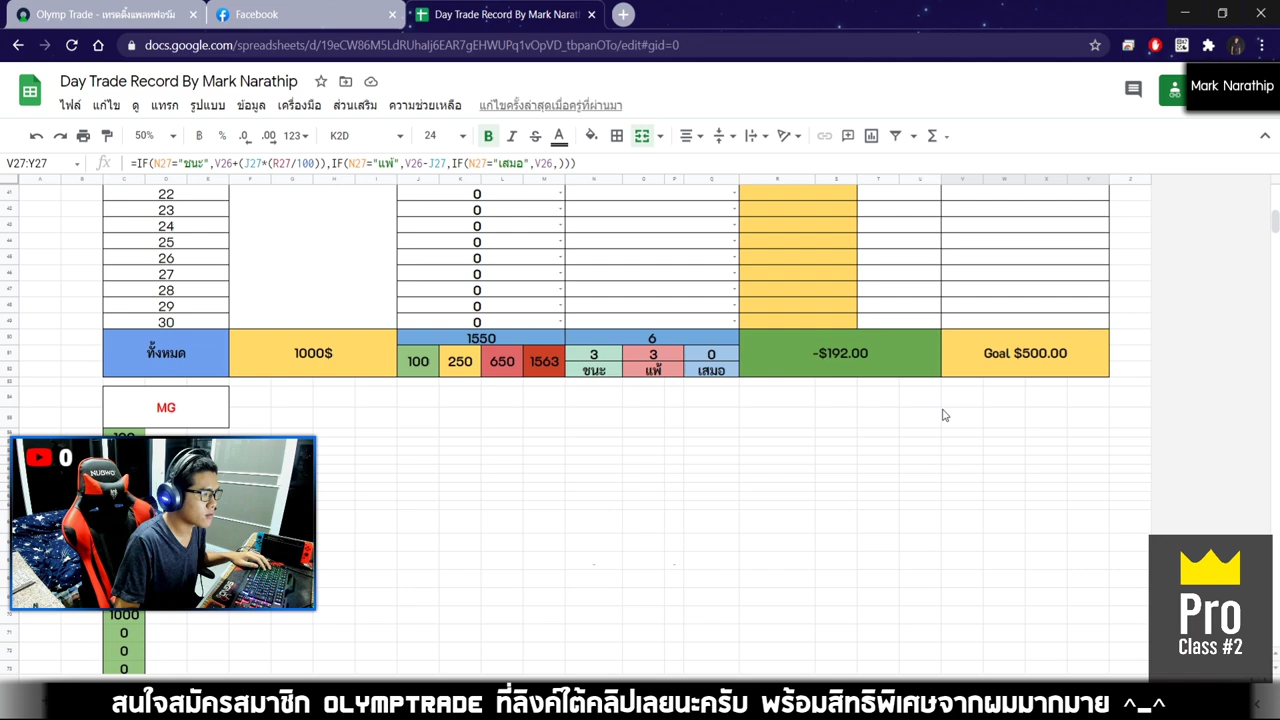 Olymp Trade - เทรดดิ้งแพลทฟอร์ม
Facebook
Day Trade Record By Mark Narathip
docs.google.com/spreadsheets/d/19eCW86M5LdRUhalj6EAR7gEHWUPq1vOpVD_tbpanOTo/edit#gid=0
Day Trade Record By Mark Narathip
Mark Narathip
ไฟล์ แก้ไข ดู แทรก รูปแบบ ข้อมูล เครื่องมือ ส่วนเสริม ความช่วยเหลือ แก้ไขครั้งล่าสุดเมื่อครู่ที่ผ่านมา
50% ฿ % .0 .00 123 K2D 24 B I S A
V27:Y27 fx =IF(N27="ชนะ",V26+(J27*(R27/100)),IF(N27="แพ้",V26-J27,IF(N27="เสมอ",V26,)))
22 0
23 0
24 0
25 0
26 0
27 0
28 0
29 0
30 0
ทั้งหมด 1000$ 1550 6 -$192.00 Goal $500.00
100 250 650 1563 3 3 0
ชนะ แพ้ เสมอ
MG
0
1000
0
0
0
NUBWO
Pro
Class #2
สนใจสมัครสมาชิก OLYMPTRADE ที่ลิงค์ใต้คลิปเลยนะครับ พร้อมสิทธิพิเศษจากผมมากมาย ^_^